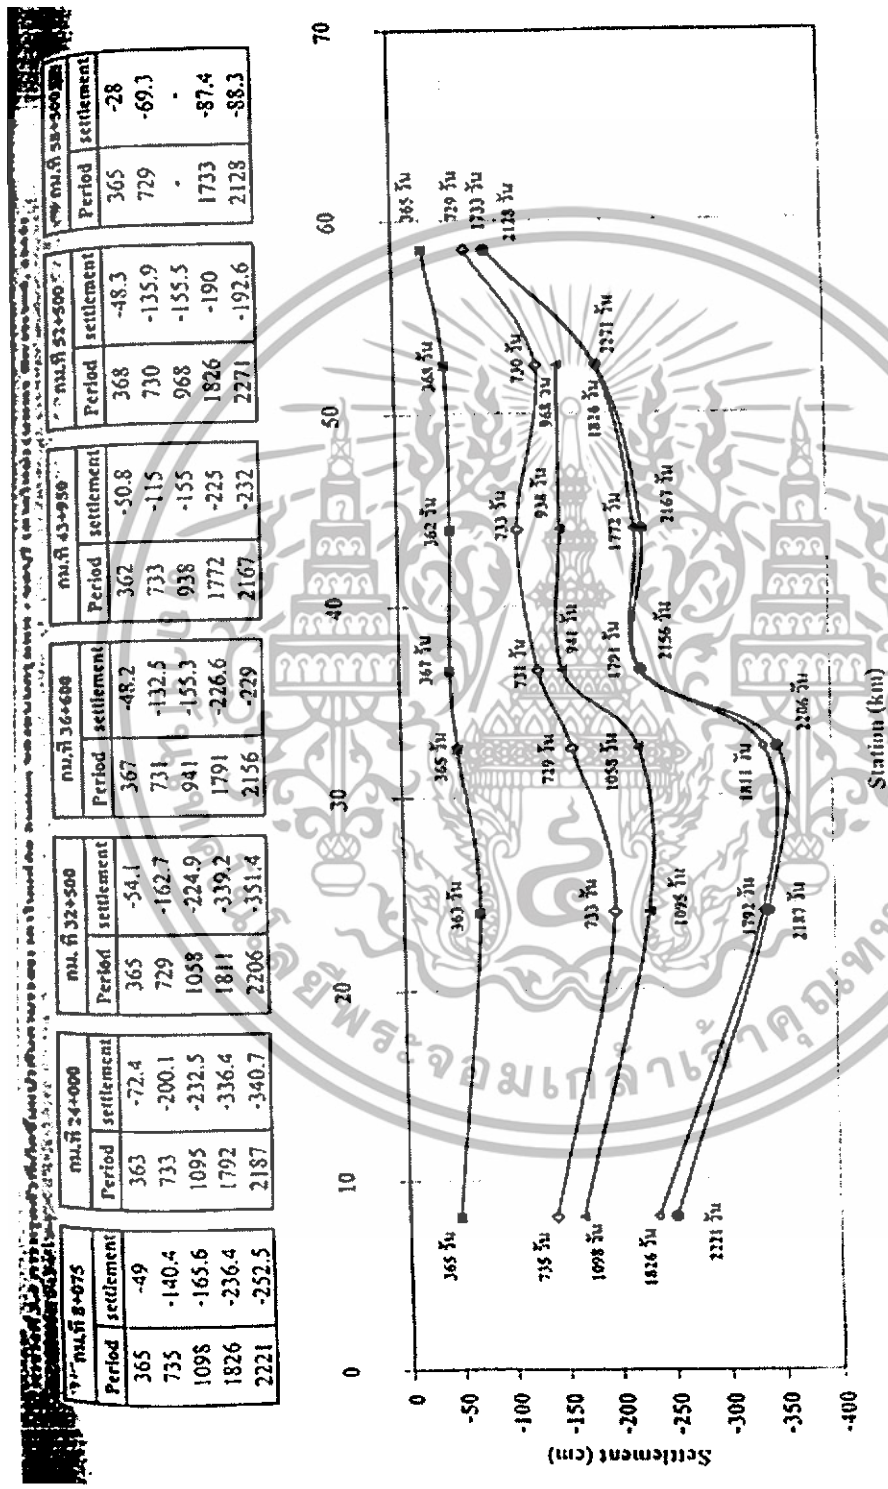 กม.ที่ 8+075
Period settlement
365 -49
735 -140.4
1098 -165.6
1826 -236.4
2221 -252.5
กม.ที่ 24+000
Period settlement
363 -72.4
733 -200.1
1095 -232.5
1792 -336.4
2187 -340.7
กม. ที่ 32+500
Period settlement
365 -54.1
729 -162.7
1058 -224.9
1811 -339.2
2206 -351.4
กม.ที่ 36+600
Period settlement
367 -48.2
731 -132.5
941 -155.3
1791 -226.6
2156 -229
กม.ที่ 43+950
Period settlement
362 -50.8
733 -115
938 -155
1772 -225
2167 -232
กม.ที่ 52+500
Period settlement
368 -48.3
730 -135.9
968 -155.5
1826 -190
2271 -192.6
กม.ที่ 58+500
Period settlement
365 -28
729 -69.3
- -
1733 -87.4
2128 -88.3
0 10 20 30 40 50 60 70
0
-50
-100
-150
-200
-250
-300
-350
-400
Settlement (cm)
Station (km)
365 วัน 363 วัน 365 วัน 367 วัน 362 วัน 368 วัน 365 วัน
735 วัน 733 วัน 729 วัน 731 วัน 733 วัน 730 วัน 729 วัน
1098 วัน 1095 วัน 1058 วัน 941 วัน 934 วัน 968 วัน
1826 วัน 1792 วัน 1811 วัน 1791 วัน 1772 วัน 1826 วัน 1733 วัน
2221 วัน 2187 วัน 2206 วัน 2156 วัน 2167 วัน 2271 วัน 2128 วัน